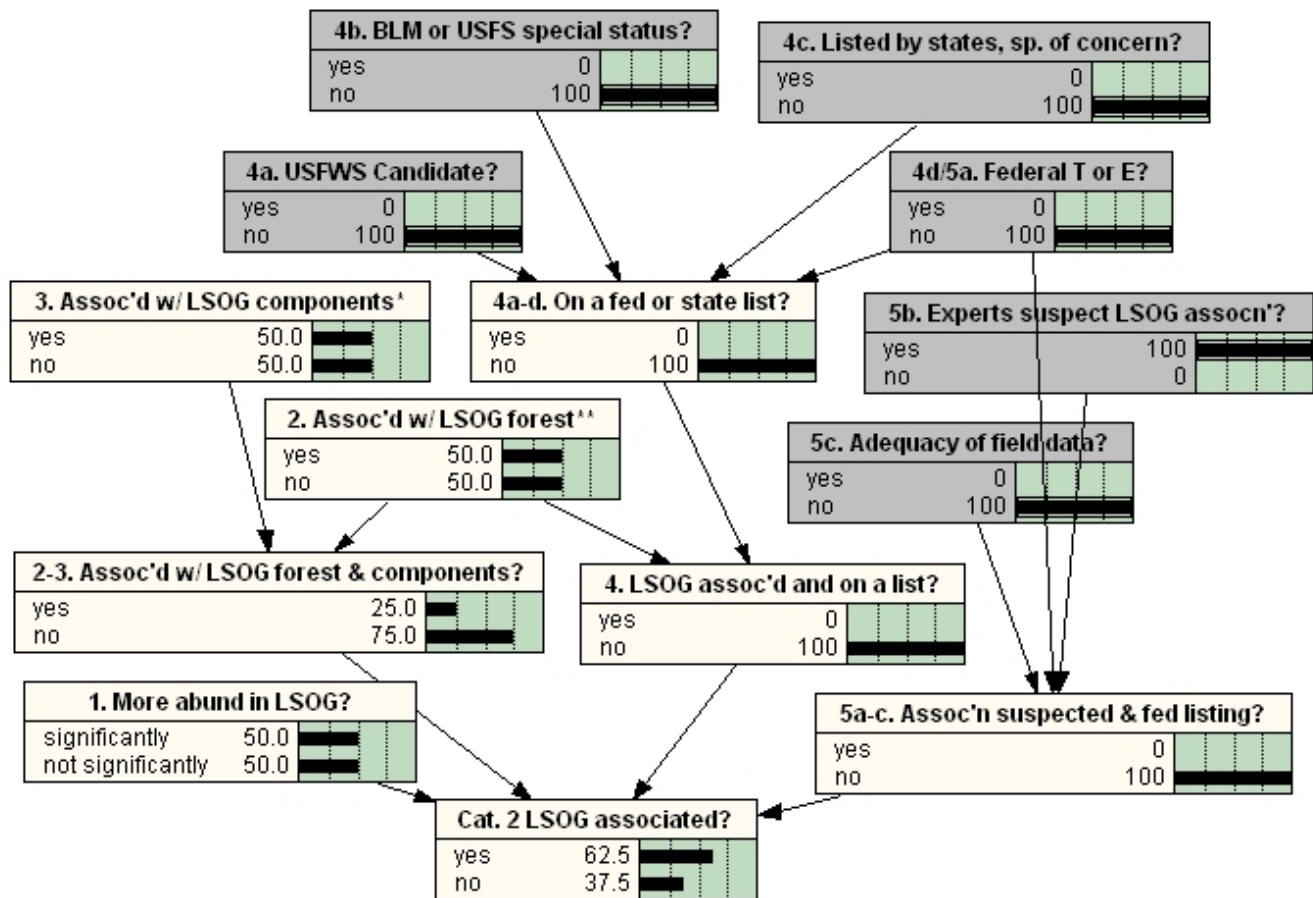 4b. BLM or USFS special status?
yes 0
no 100
4c. Listed by states, sp. of concern?
yes 0
no 100
4a. USFWS Candidate?
yes 0
no 100
4d/5a. Federal T or E?
yes 0
no 100
3. Assoc'd w/ LSOG components*
yes 50.0
no 50.0
4a-d. On a fed or state list?
yes 0
no 100
5b. Experts suspect LSOG assocn'?
yes 100
no 0
2. Assoc'd w/ LSOG forest**
yes 50.0
no 50.0
5c. Adequacy of field data?
yes 0
no 100
2-3. Assoc'd w/ LSOG forest & components?
yes 25.0
no 75.0
4. LSOG assoc'd and on a list?
yes 0
no 100
1. More abund in LSOG?
significantly 50.0
not significantly 50.0
5a-c. Assoc'n suspected & fed listing?
yes 0
no 100
Cat. 2 LSOG associated?
yes 62.5
no 37.5